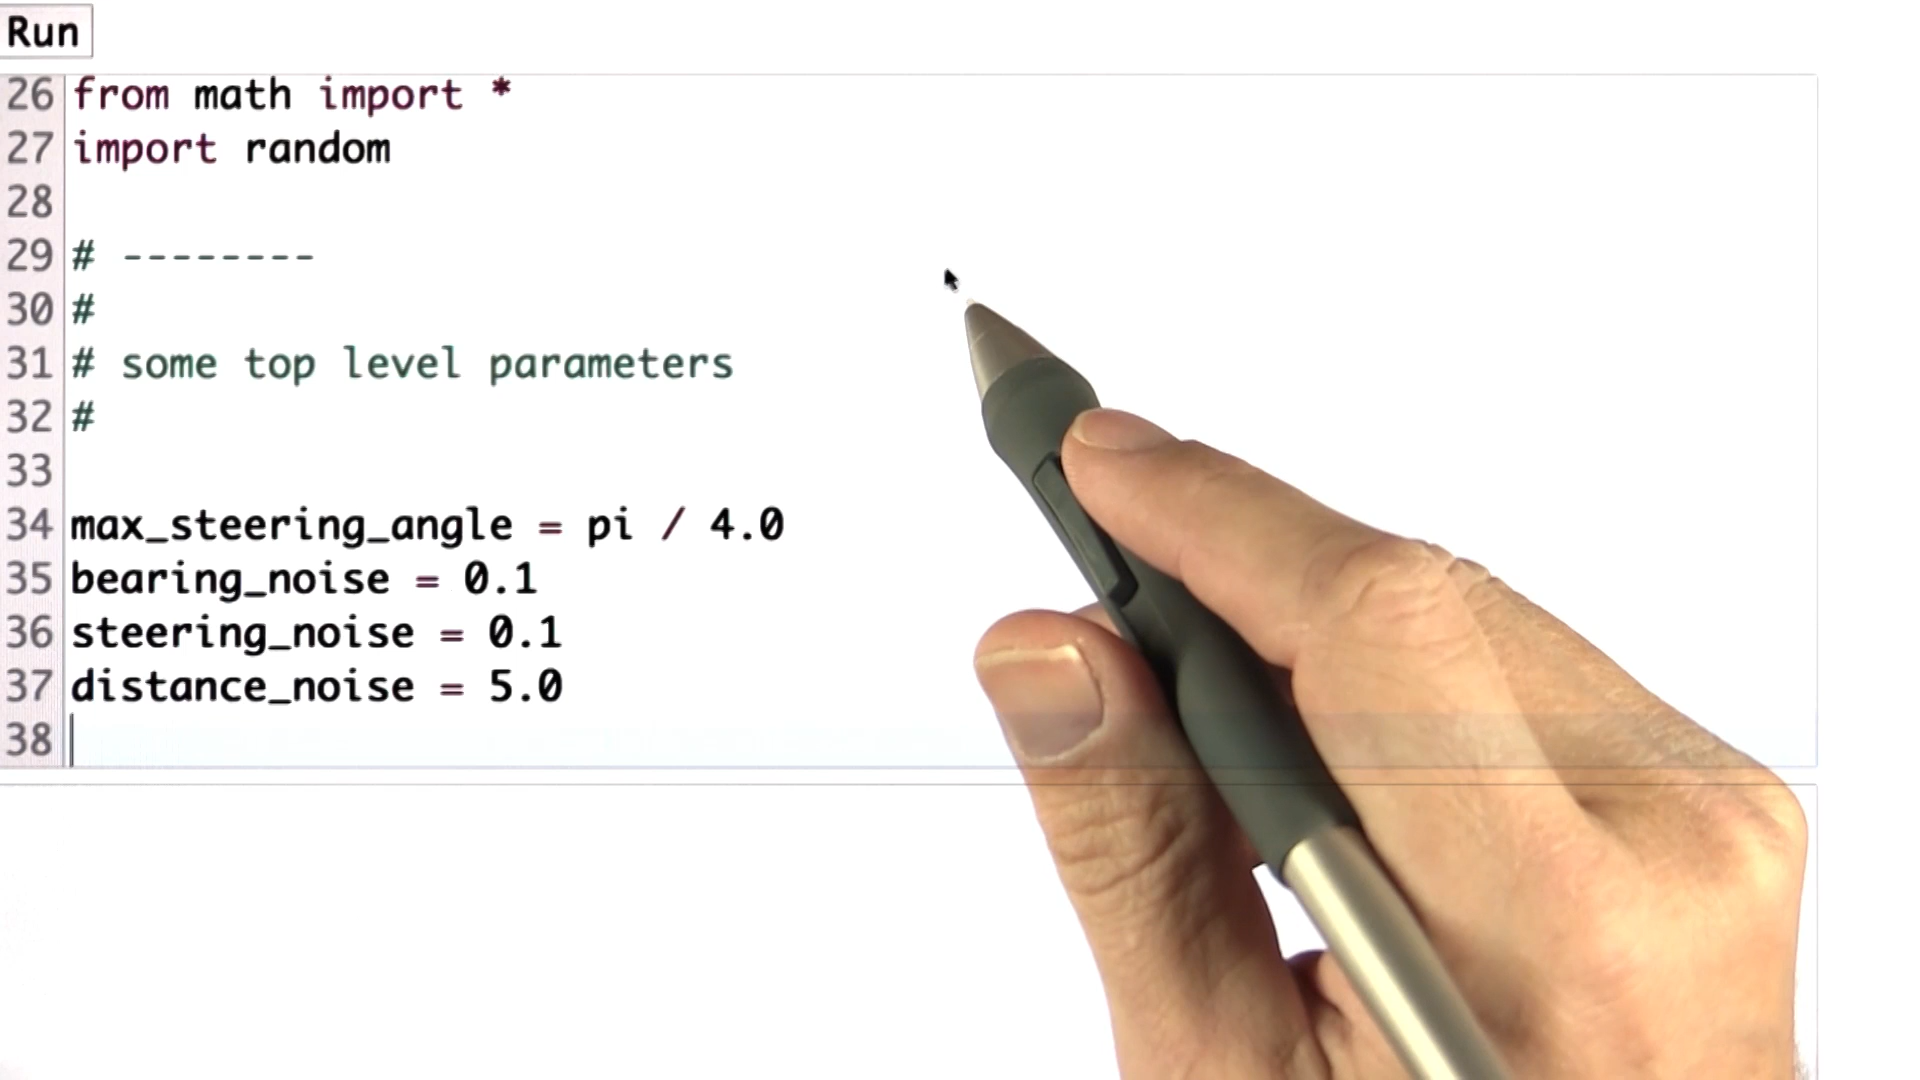 Run
26 from math import *
27 import random
28
29 # --------
30 #
31 # some top level parameters
32 #
33
34 max_steering_angle = pi / 4.0
35 bearing_noise = 0.1
36 steering_noise = 0.1
37 distance_noise = 5.0
38